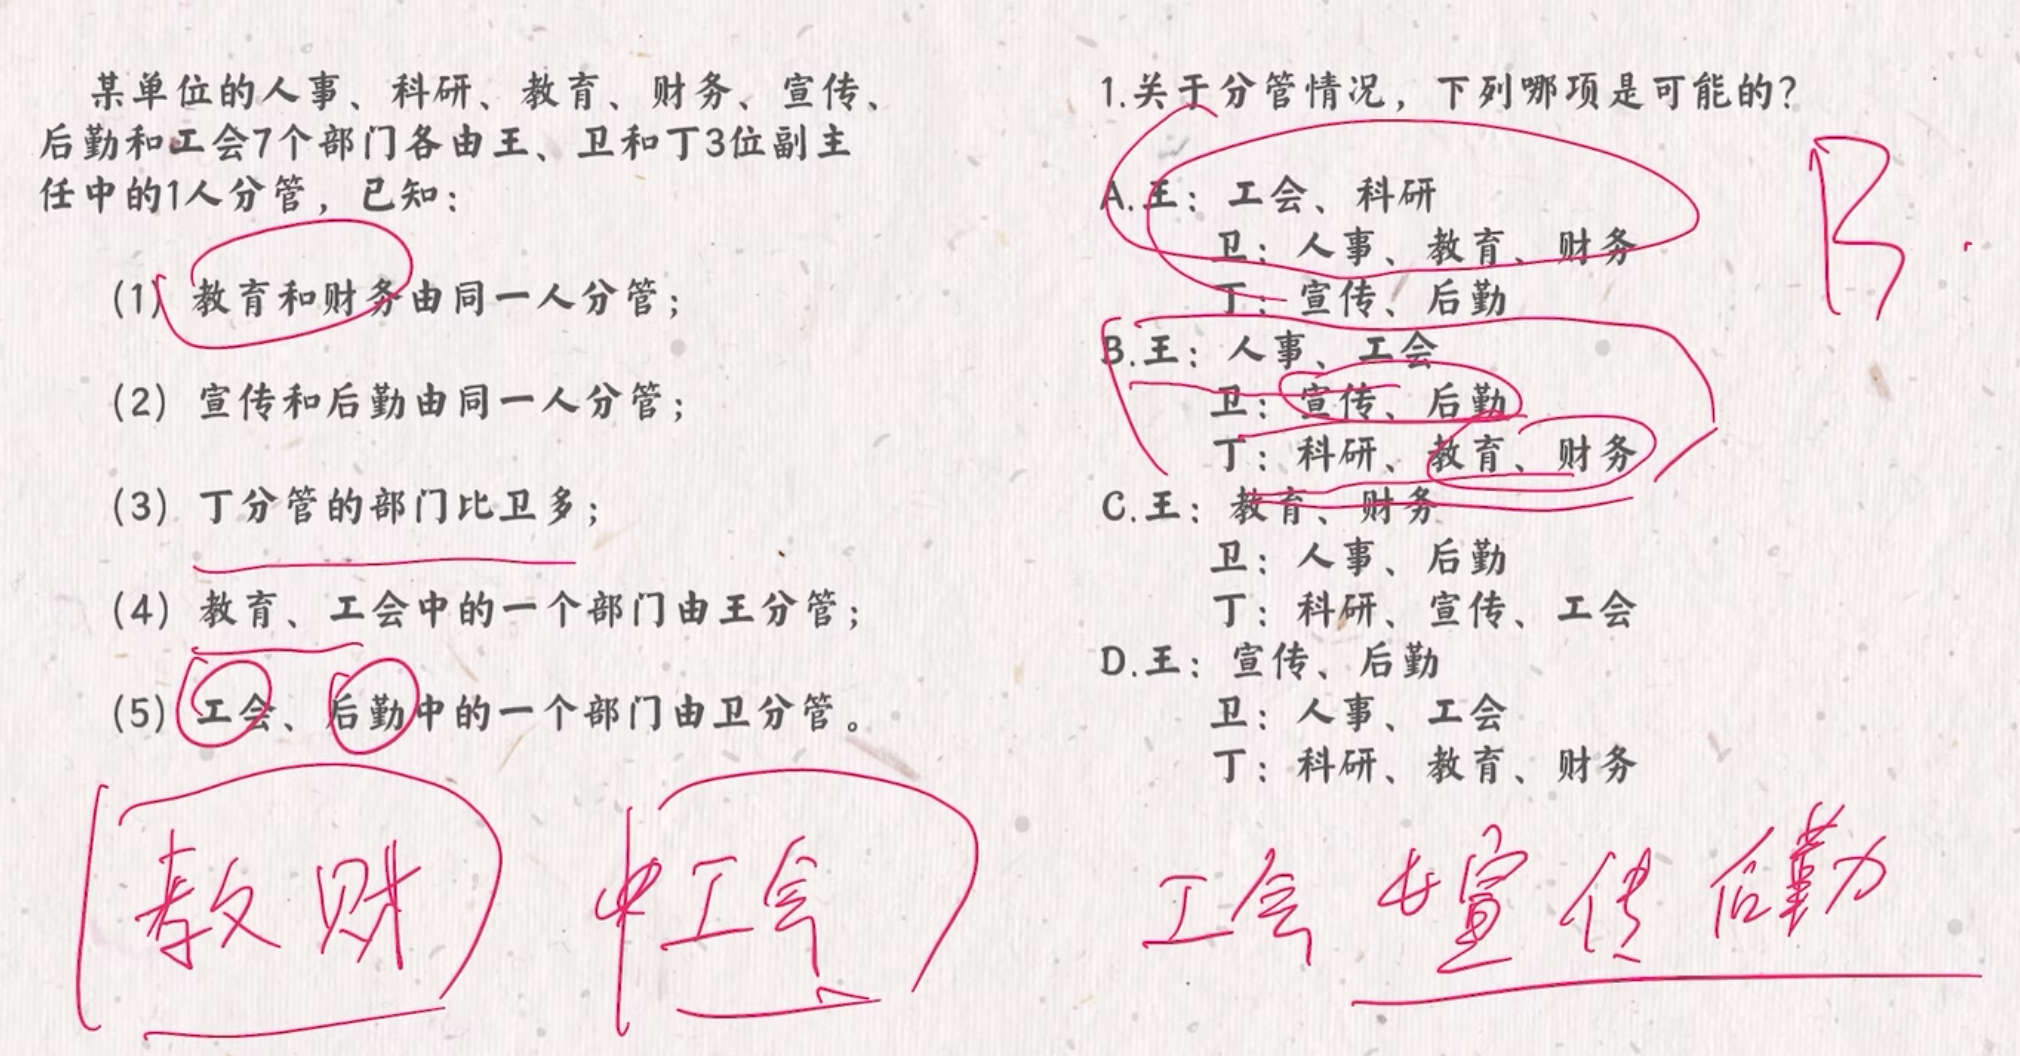 某单位的人事、科研、教育、财务、宣传、
后勤和工会7个部门各由王、卫和丁3位副主
任中的1人分管，已知：
(1) 教育和财务由同一人分管；
(2) 宣传和后勤由同一人分管；
(3) 丁分管的部门比卫多；
(4) 教育、工会中的一个部门由王分管；
(5) 工会、后勤中的一个部门由卫分管。
教 财
工会
1.关于分管情况，下列哪项是可能的？
A.王：工会、科研
卫：人事、教育、财务
丁：宣传、后勤
B.王：人事、工会
卫：宣传、后勤
丁：科研、教育、财务
C.王：教育、财务
卫：人事、后勤
丁：科研、宣传、工会
D.王：宣传、后勤
卫：人事、工会
丁：科研、教育、财务
工会 宣传 后勤